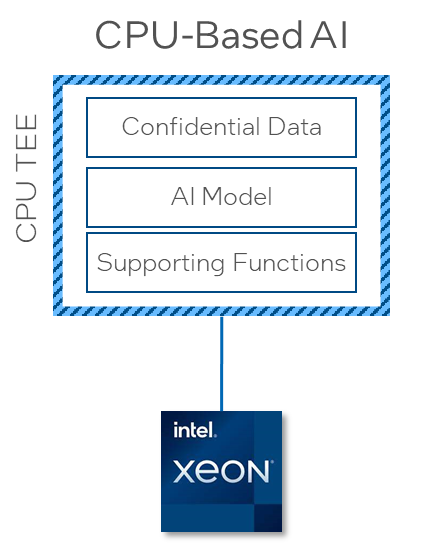 CPU-Based AI
CPU TEE
Confidential Data
AI Model
Supporting Functions
intel.
XEON®